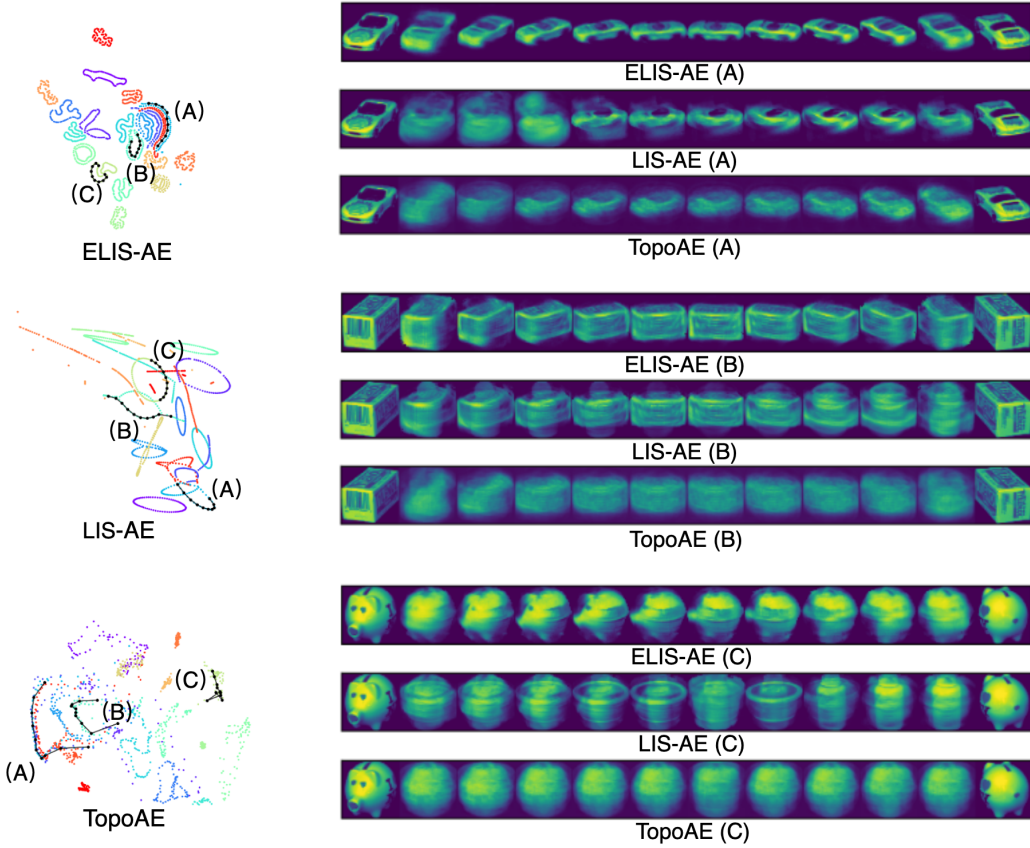 (A)
(B)
(C)
ELIS-AE
ELIS-AE (A)
LIS-AE (A)
TopoAE (A)
(C)
(B)
(A)
LIS-AE
ELIS-AE (B)
LIS-AE (B)
TopoAE (B)
(C)
(B)
(A)
TopoAE
ELIS-AE (C)
LIS-AE (C)
TopoAE (C)